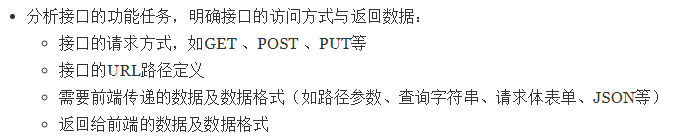 分析接口的功能任务，明确接口的访问方式与返回数据：
接口的请求方式，如GET 、POST 、PUT等
接口的URL路径定义
需要前端传递的数据及数据格式（如路径参数、查询字符串、请求体表单、JSON等）
返回给前端的数据及数据格式